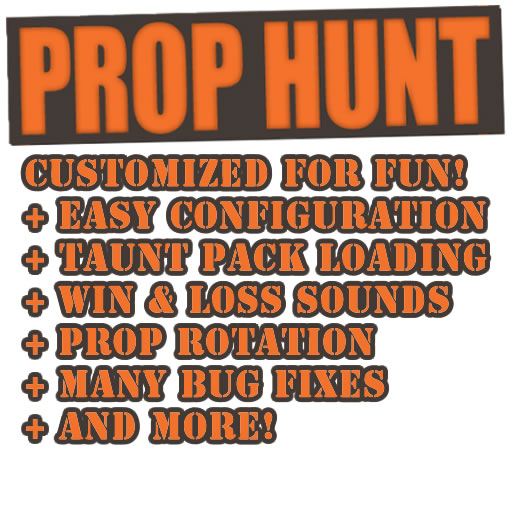 PROP HUNT
CUSTOMIZED FOR FUN!
+ EASY CONFIGURATION
+ TAUNT PACK LOADING
+ WIN & LOSS SOUNDS
+ PROP ROTATION
+ MANY BUG FIXES
+ AND MORE!